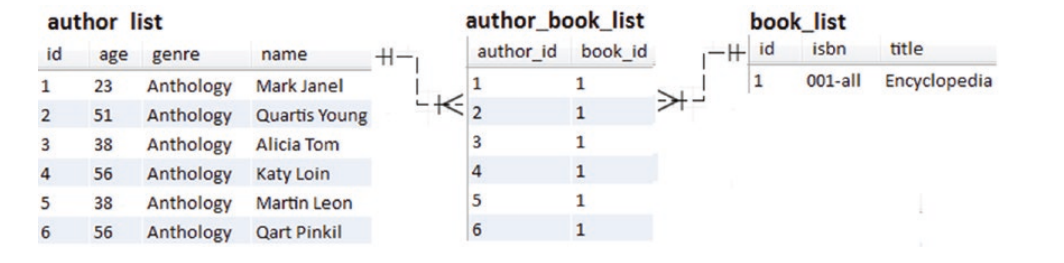 author list author_book_list book_list
id age genre name author_id book_id id isbn title
1 23 Anthology Mark Janel 1 1 1 001-all Encyclopedia
2 51 Anthology Quartis Young 2 1
3 38 Anthology Alicia Tom 3 1
4 56 Anthology Katy Loin 4 1
5 38 Anthology Martin Leon 5 1
6 56 Anthology Qart Pinkil 6 1